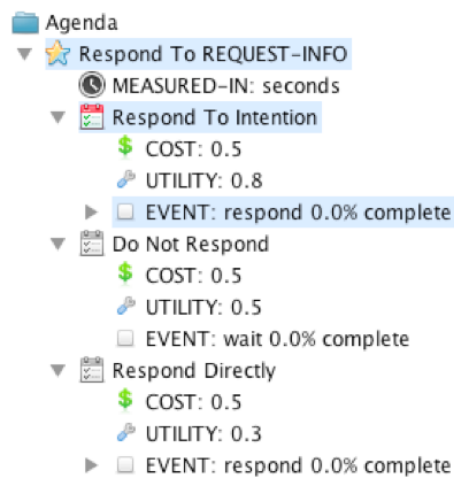 Agenda
Respond To REQUEST-INFO
MEASURED-IN: seconds
Respond To Intention
COST: 0.5
UTILITY: 0.8
EVENT: respond 0.0% complete
Do Not Respond
COST: 0.5
UTILITY: 0.5
EVENT: wait 0.0% complete
Respond Directly
COST: 0.5
UTILITY: 0.3
EVENT: respond 0.0% complete